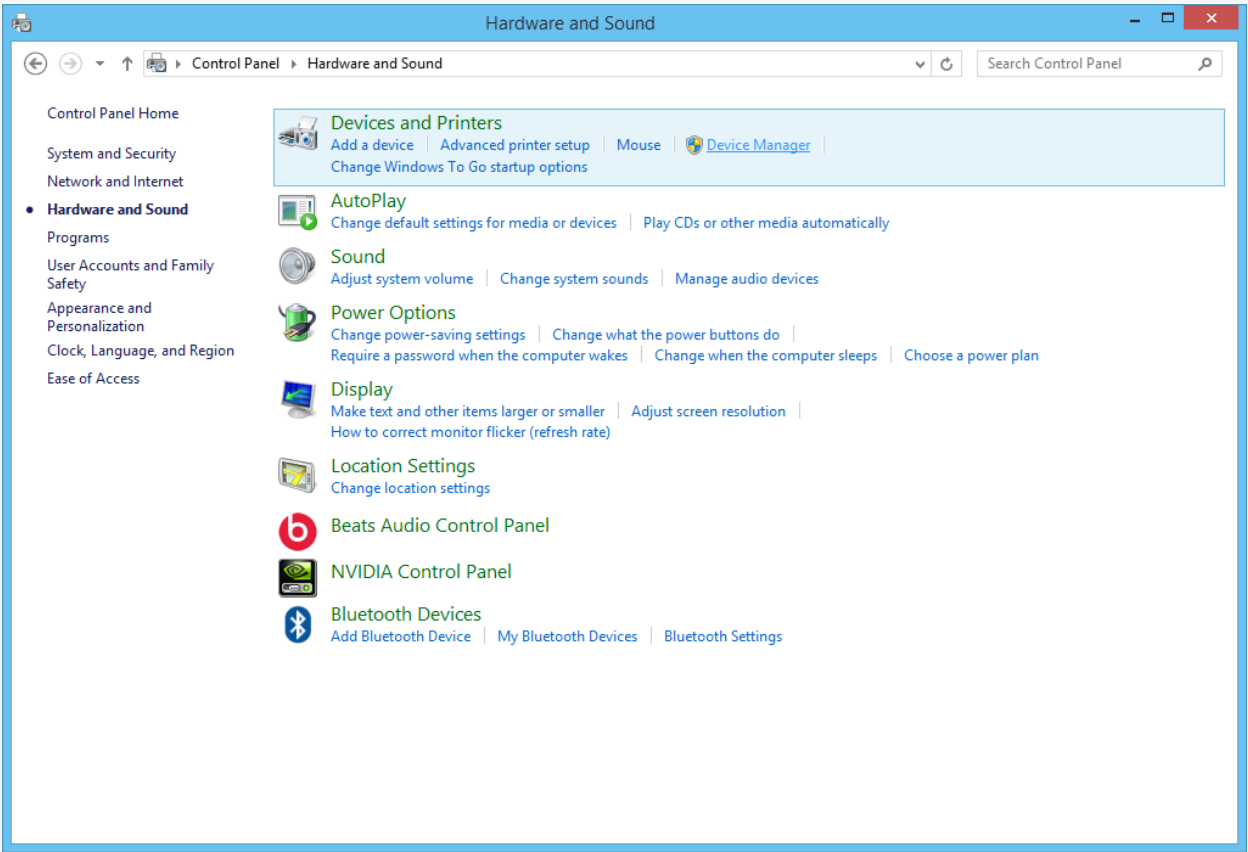 Hardware and Sound
Control Panel Hardware and Sound
Search Control Panel
Control Panel Home
System and Security
Network and Internet
Hardware and Sound
Programs
User Accounts and Family
Safety
Appearance and
Personalization
Clock, Language, and Region
Ease of Access
Devices and Printers
Add a device Advanced printer setup Mouse Device Manager
Change Windows To Go startup options
AutoPlay
Change default settings for media or devices Play CDs or other media automatically
Sound
Adjust system volume Change system sounds Manage audio devices
Power Options
Change power-saving settings Change what the power buttons do
Require a password when the computer wakes Change when the computer sleeps Choose a power plan
Display
Make text and other items larger or smaller Adjust screen resolution
How to correct monitor flicker (refresh rate)
Location Settings
Change location settings
Beats Audio Control Panel
NVIDIA Control Panel
Bluetooth Devices
Add Bluetooth Device My Bluetooth Devices Bluetooth Settings